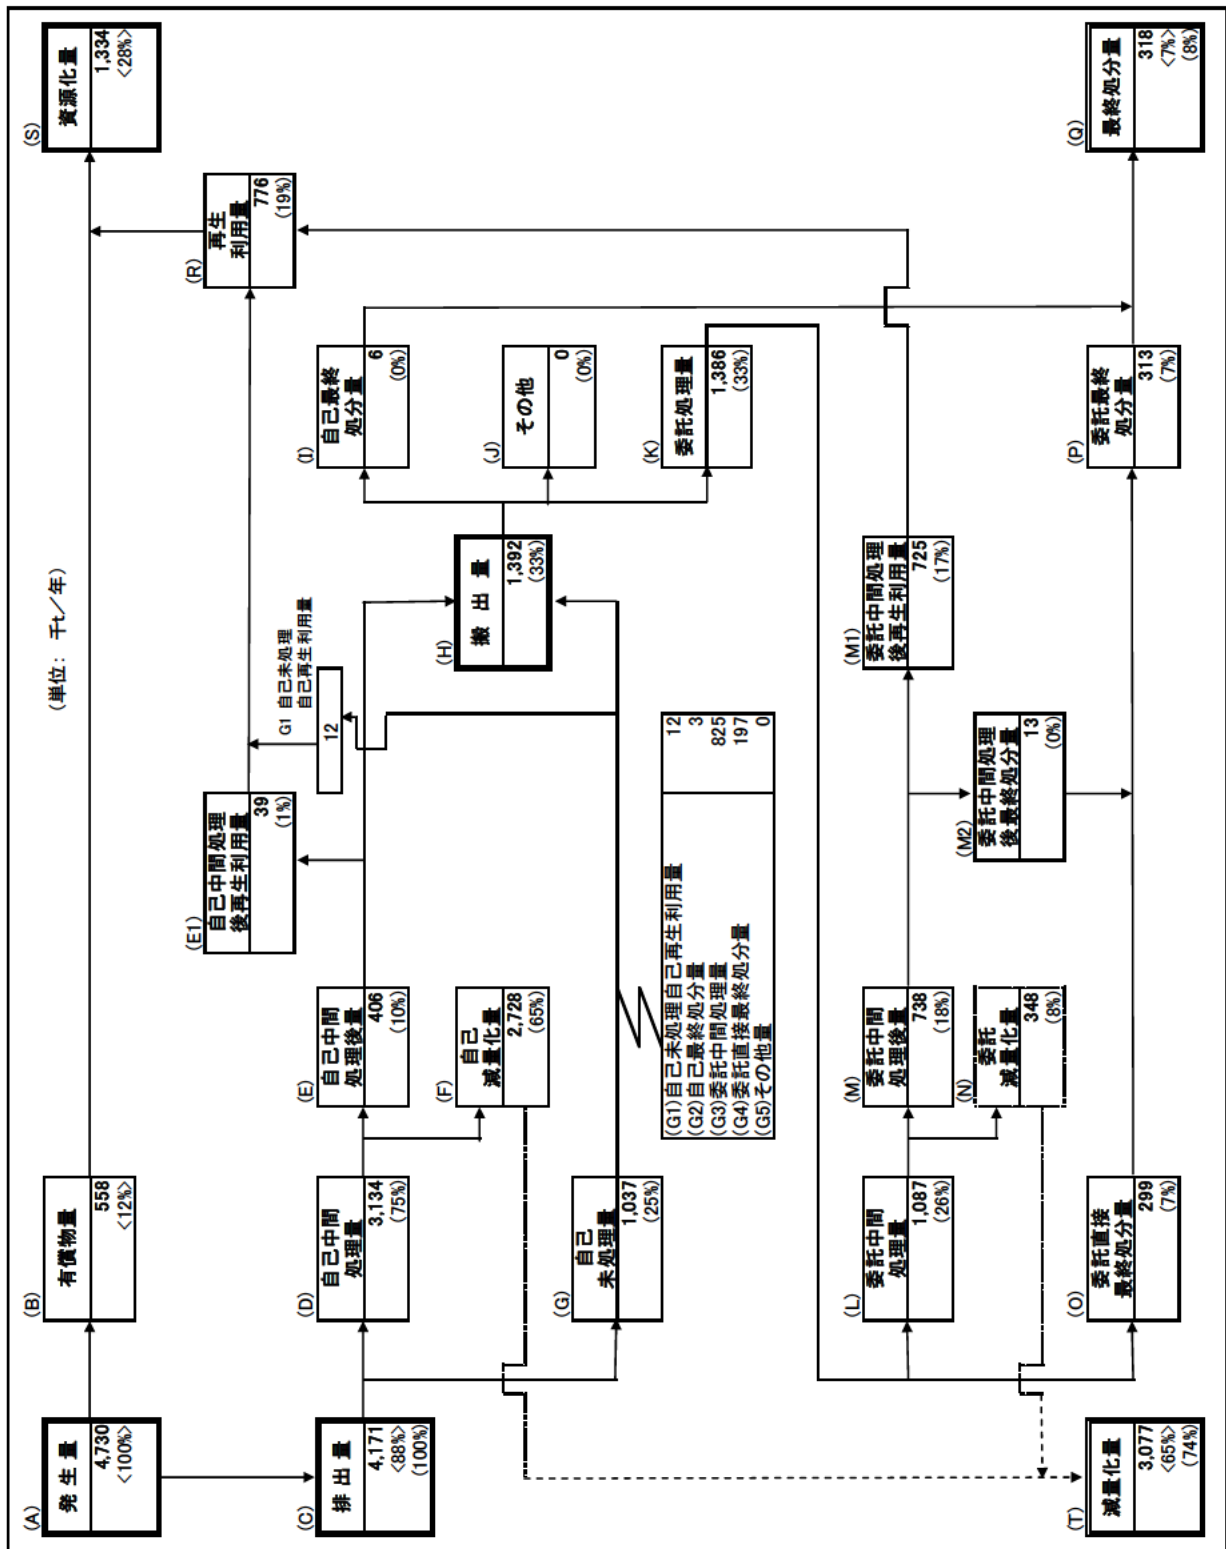 (単位: 千t/年)
(A)
発 生 量
4,730
<100%>
(B)
有償物量
558
<12%>
(S)
資源化量
1,334
<28%>
(R)
再生
利用量
776
(19%)
(E1)
自己中間処理
後再生利用量
39
(1%)
G1 自己未処理
自己再生利用量
12
(C)
排 出 量
4,171
<88%>
(100%)
(D)
自己中間
処理量
3,134
(75%)
(E)
自己中間
処理後量
406
(10%)
(F)
自己
減量化量
2,728
(65%)
(G)
自己
未処理量
1,037
(25%)
(H)
搬 出 量
1,392
(33%)
(I)
自己最終
処分量
6
(0%)
(J)
その他
0
(0%)
(K)
委託処理量
1,386
(33%)
(G1)自己未処理自己再生利用量 12
(G2)自己最終処分量 3
(G3)委託中間処理量 825
(G4)委託直接最終処分量 197
(G5)その他量 0
(L)
委託中間
処理量
1,087
(26%)
(M)
委託中間
処理後量
738
(18%)
(N)
委託
減量化量
348
(8%)
(M1)
委託中間処理
後再生利用量
725
(17%)
(M2)
委託中間処理
後最終処分量
13
(0%)
(O)
委託直接
最終処分量
299
(7%)
(P)
委託最終
処分量
313
(7%)
(Q)
最終処分量
318
<7%>
(8%)
(T)
減量化量
3,077
<65%>
(74%)